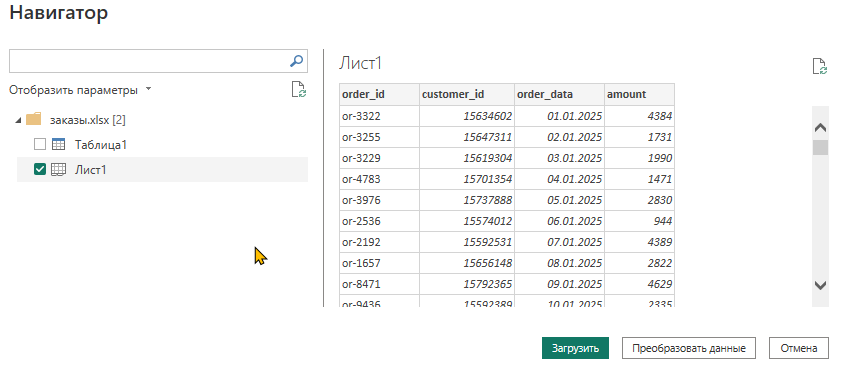 Навигатор
Отобразить параметры
заказы.xlsx [2]
Таблица1
Лист1
Лист1
order_id customer_id order_data amount
or-3322 15634602 01.01.2025 4384
or-3255 15647311 02.01.2025 1731
or-3229 15619304 03.01.2025 1990
or-4783 15701354 04.01.2025 1471
or-3976 15737888 05.01.2025 2830
or-2536 15574012 06.01.2025 944
or-2192 15592531 07.01.2025 4389
or-1657 15656148 08.01.2025 2822
or-8471 15792365 09.01.2025 4629
or-9436 15592389 10.01.2025 2335
Загрузить Преобразовать данные Отмена